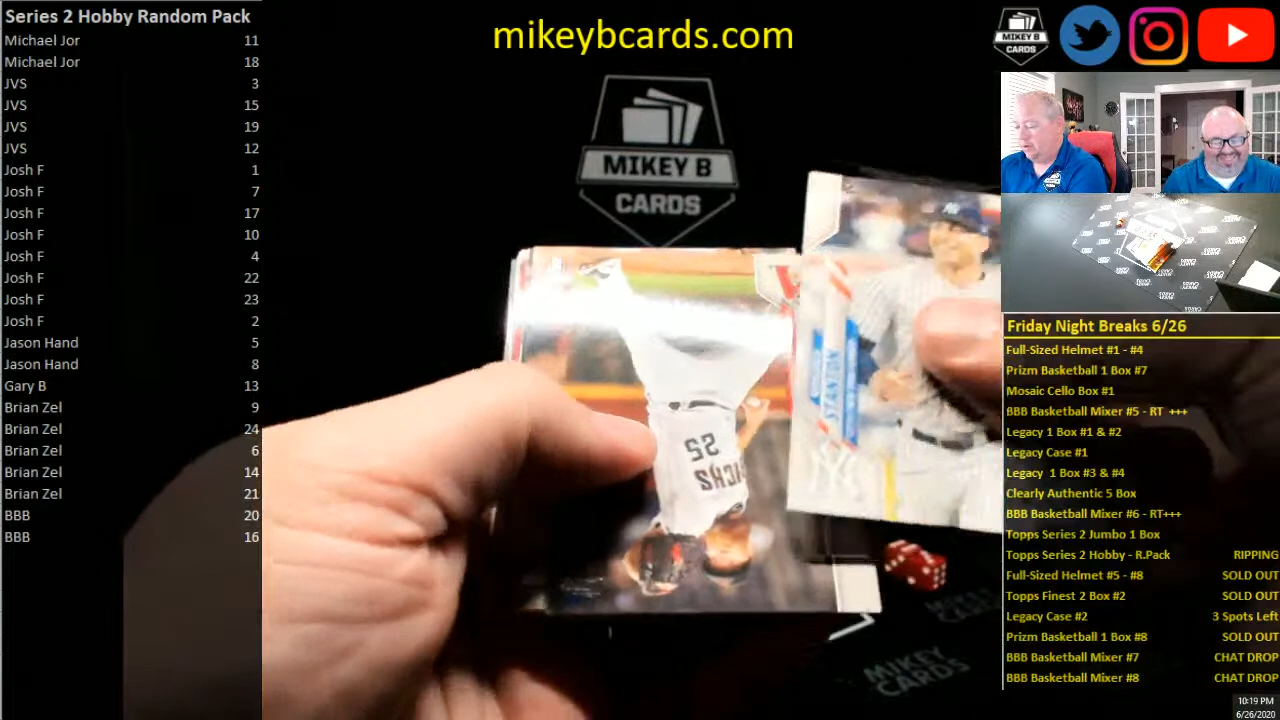 Series 2 Hobby Random Pack
Michael Jor 11
Michael Jor 18
JVS 3
JVS 15
JVS 19
JVS 12
Josh F 1
Josh F 7
Josh F 17
Josh F 10
Josh F 4
Josh F 22
Josh F 23
Josh F 2
Jason Hand 5
Jason Hand 8
Gary B 13
Brian Zel 9
Brian Zel 24
Brian Zel 6
Brian Zel 14
Brian Zel 21
BBB 20
BBB 16
mikeybcards.com
MIKEY B
CARDS
STANTON
NY
25
MIKEY B
CARDS
MIKEY B
CARDS
Friday Night Breaks 6/26
Full-Sized Helmet #1 - #4
Prizm Basketball 1 Box #7
Mosaic Cello Box #1
BBB Basketball Mixer #5 - RT +++
Legacy 1 Box #1 & #2
Legacy Case #1
Legacy 1 Box #3 & #4
Clearly Authentic 5 Box
BBB Basketball Mixer #6 - RT+++
Topps Series 2 Jumbo 1 Box
Topps Series 2 Hobby - R.Pack RIPPING
Full-Sized Helmet #5 - #8 SOLD OUT
Topps Finest 2 Box #2 SOLD OUT
Legacy Case #2 3 Spots Left
Prizm Basketball 1 Box #8 SOLD OUT
BBB Basketball Mixer #7 CHAT DROP
BBB Basketball Mixer #8 CHAT DROP
10:19 PM
6/26/2020